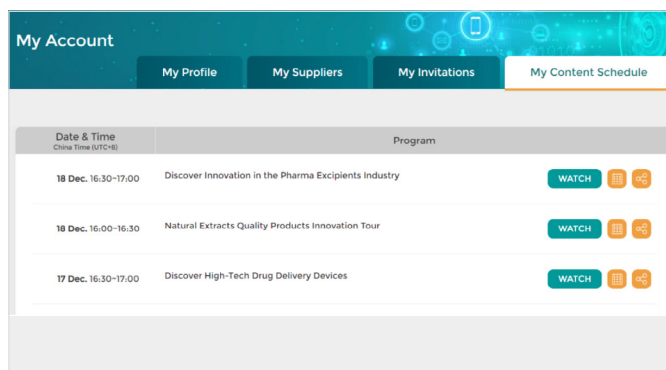 My Account
My Profile
My Suppliers
My Invitations
My Content Schedule
Date & Time
China Time (UTC+8)
Program
18 Dec. 16:30~17:00
Discover Innovation in the Pharma Excipients Industry
WATCH
18 Dec. 16:00~16:30
Natural Extracts Quality Products Innovation Tour
WATCH
17 Dec. 16:30~17:00
Discover High-Tech Drug Delivery Devices
WATCH